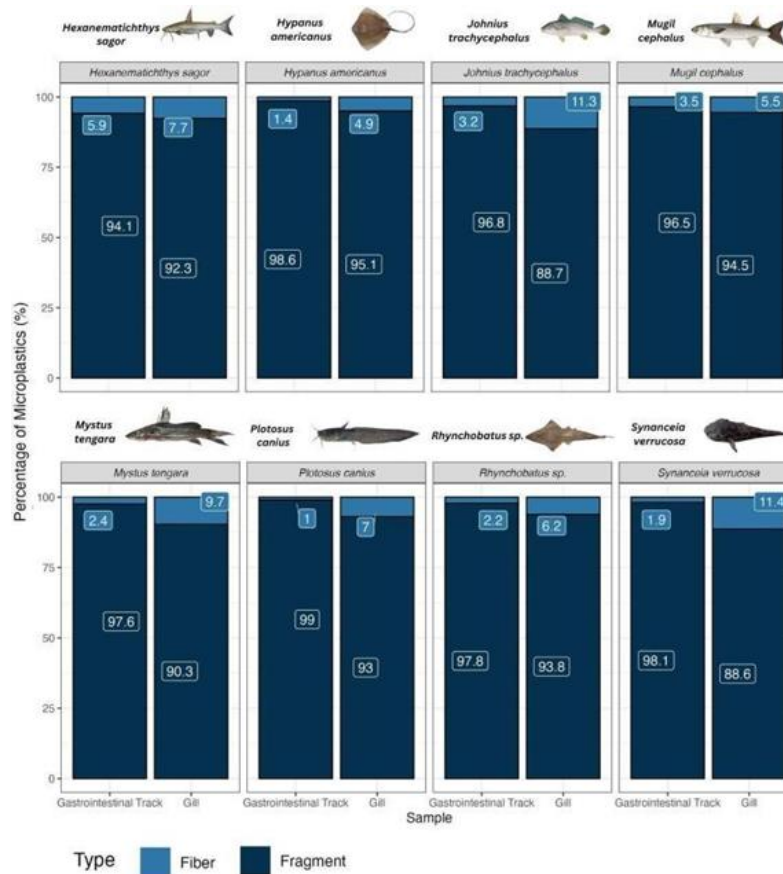 Hexanematichthys sagor
Hypanus americanus
Johnius trachycephalus
Mugil cephalus
Hexanematichthys sagor
Hypanus americanus
Johnius trachycephalus
Mugil cephalus
Percentage of Microplastics (%)
100
75
50
25
0
5.9
7.7
94.1
92.3
1.4
4.9
98.6
95.1
3.2
11.3
96.8
88.7
3.5
5.5
96.5
94.5
Mystus tengara
Plotosus canius
Rhynchobatus sp.
Synanceia verrucosa
Mystus tengara
Plotosus canius
Rhynchobatus sp.
Synanceia verrucosa
100
75
50
25
0
2.4
9.7
97.6
90.3
1
7
99
93
2.2
6.2
97.8
93.8
1.9
11.4
98.1
88.6
Gastrointestinal Track
Gill
Gastrointestinal Track
Gill
Gastrointestinal Track
Gill
Gastrointestinal Track
Gill
Sample
Type
Fiber
Fragment